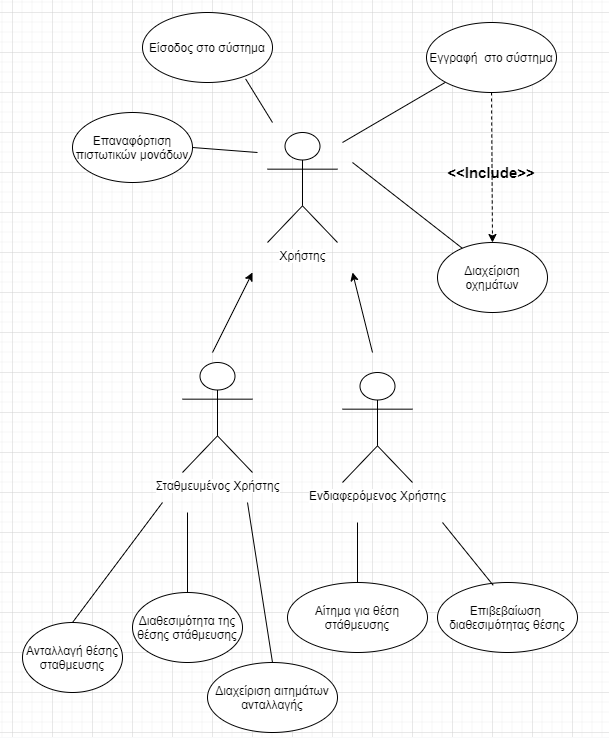 Είσοδος στο σύστημα
Εγγραφή στο σύστημα
Επαναφόρτιση
πιστωτικών μονάδων
<<Include>>
Χρήστης
Διαχείριση
οχημάτων
Σταθμευμένος Χρήστης
Ενδιαφερόμενος Χρήστης
Ανταλλαγή θέσης
σταθμευσης
Διαθεσιμότητα της
θέσης στάθμευσης
Διαχείριση αιτημάτων
ανταλλαγής
Αίτημα για θέση
στάθμευσης
Επιβεβαίωση
διαθεσιμότητας θέσης